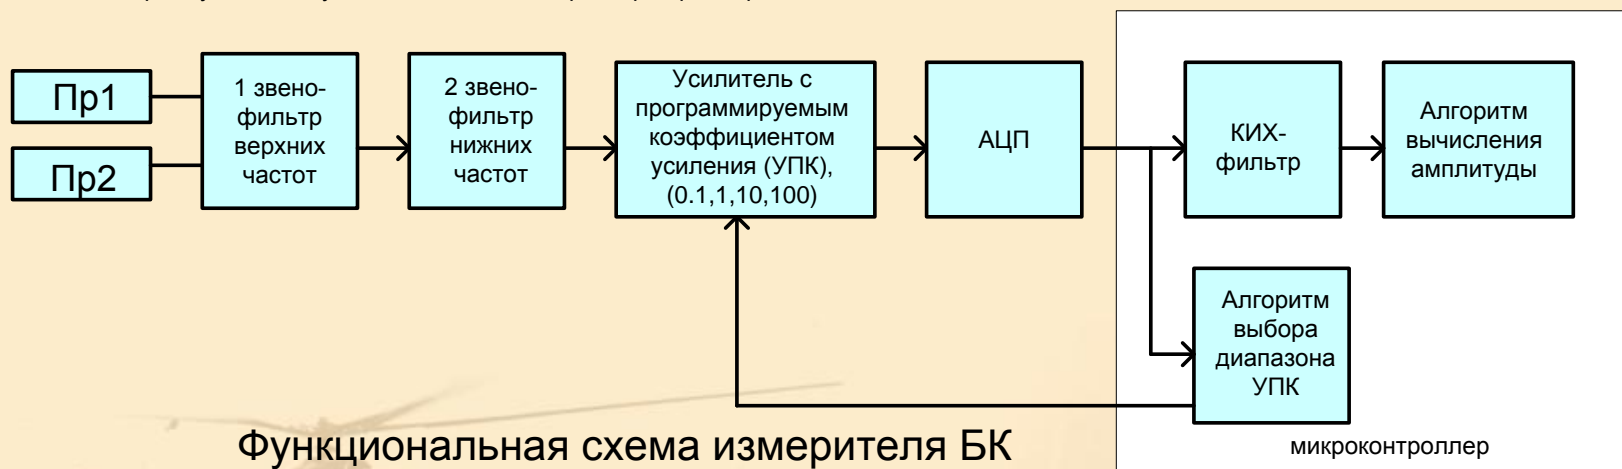 Пр1
Пр2
1 звено-
фильтр
верхних
частот
2 звено-
фильтр
нижних
частот
Усилитель с
программируемым
коэффициентом
усиления (УПК),
(0.1,1,10,100)
АЦП
КИХ-
фильтр
Алгоритм
вычисления
амплитуды
Алгоритм
выбора
диапазона
УПК
Функциональная схема измерителя БК
микроконтроллер